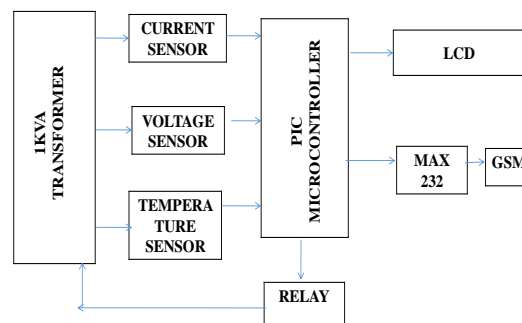 1KVA
TRANSFORMER
CURRENT
SENSOR
VOLTAGE
SENSOR
TEMPERA
TURE
SENSOR
PIC
MICROCONTROLLER
LCD
MAX
232
GSM
RELAY